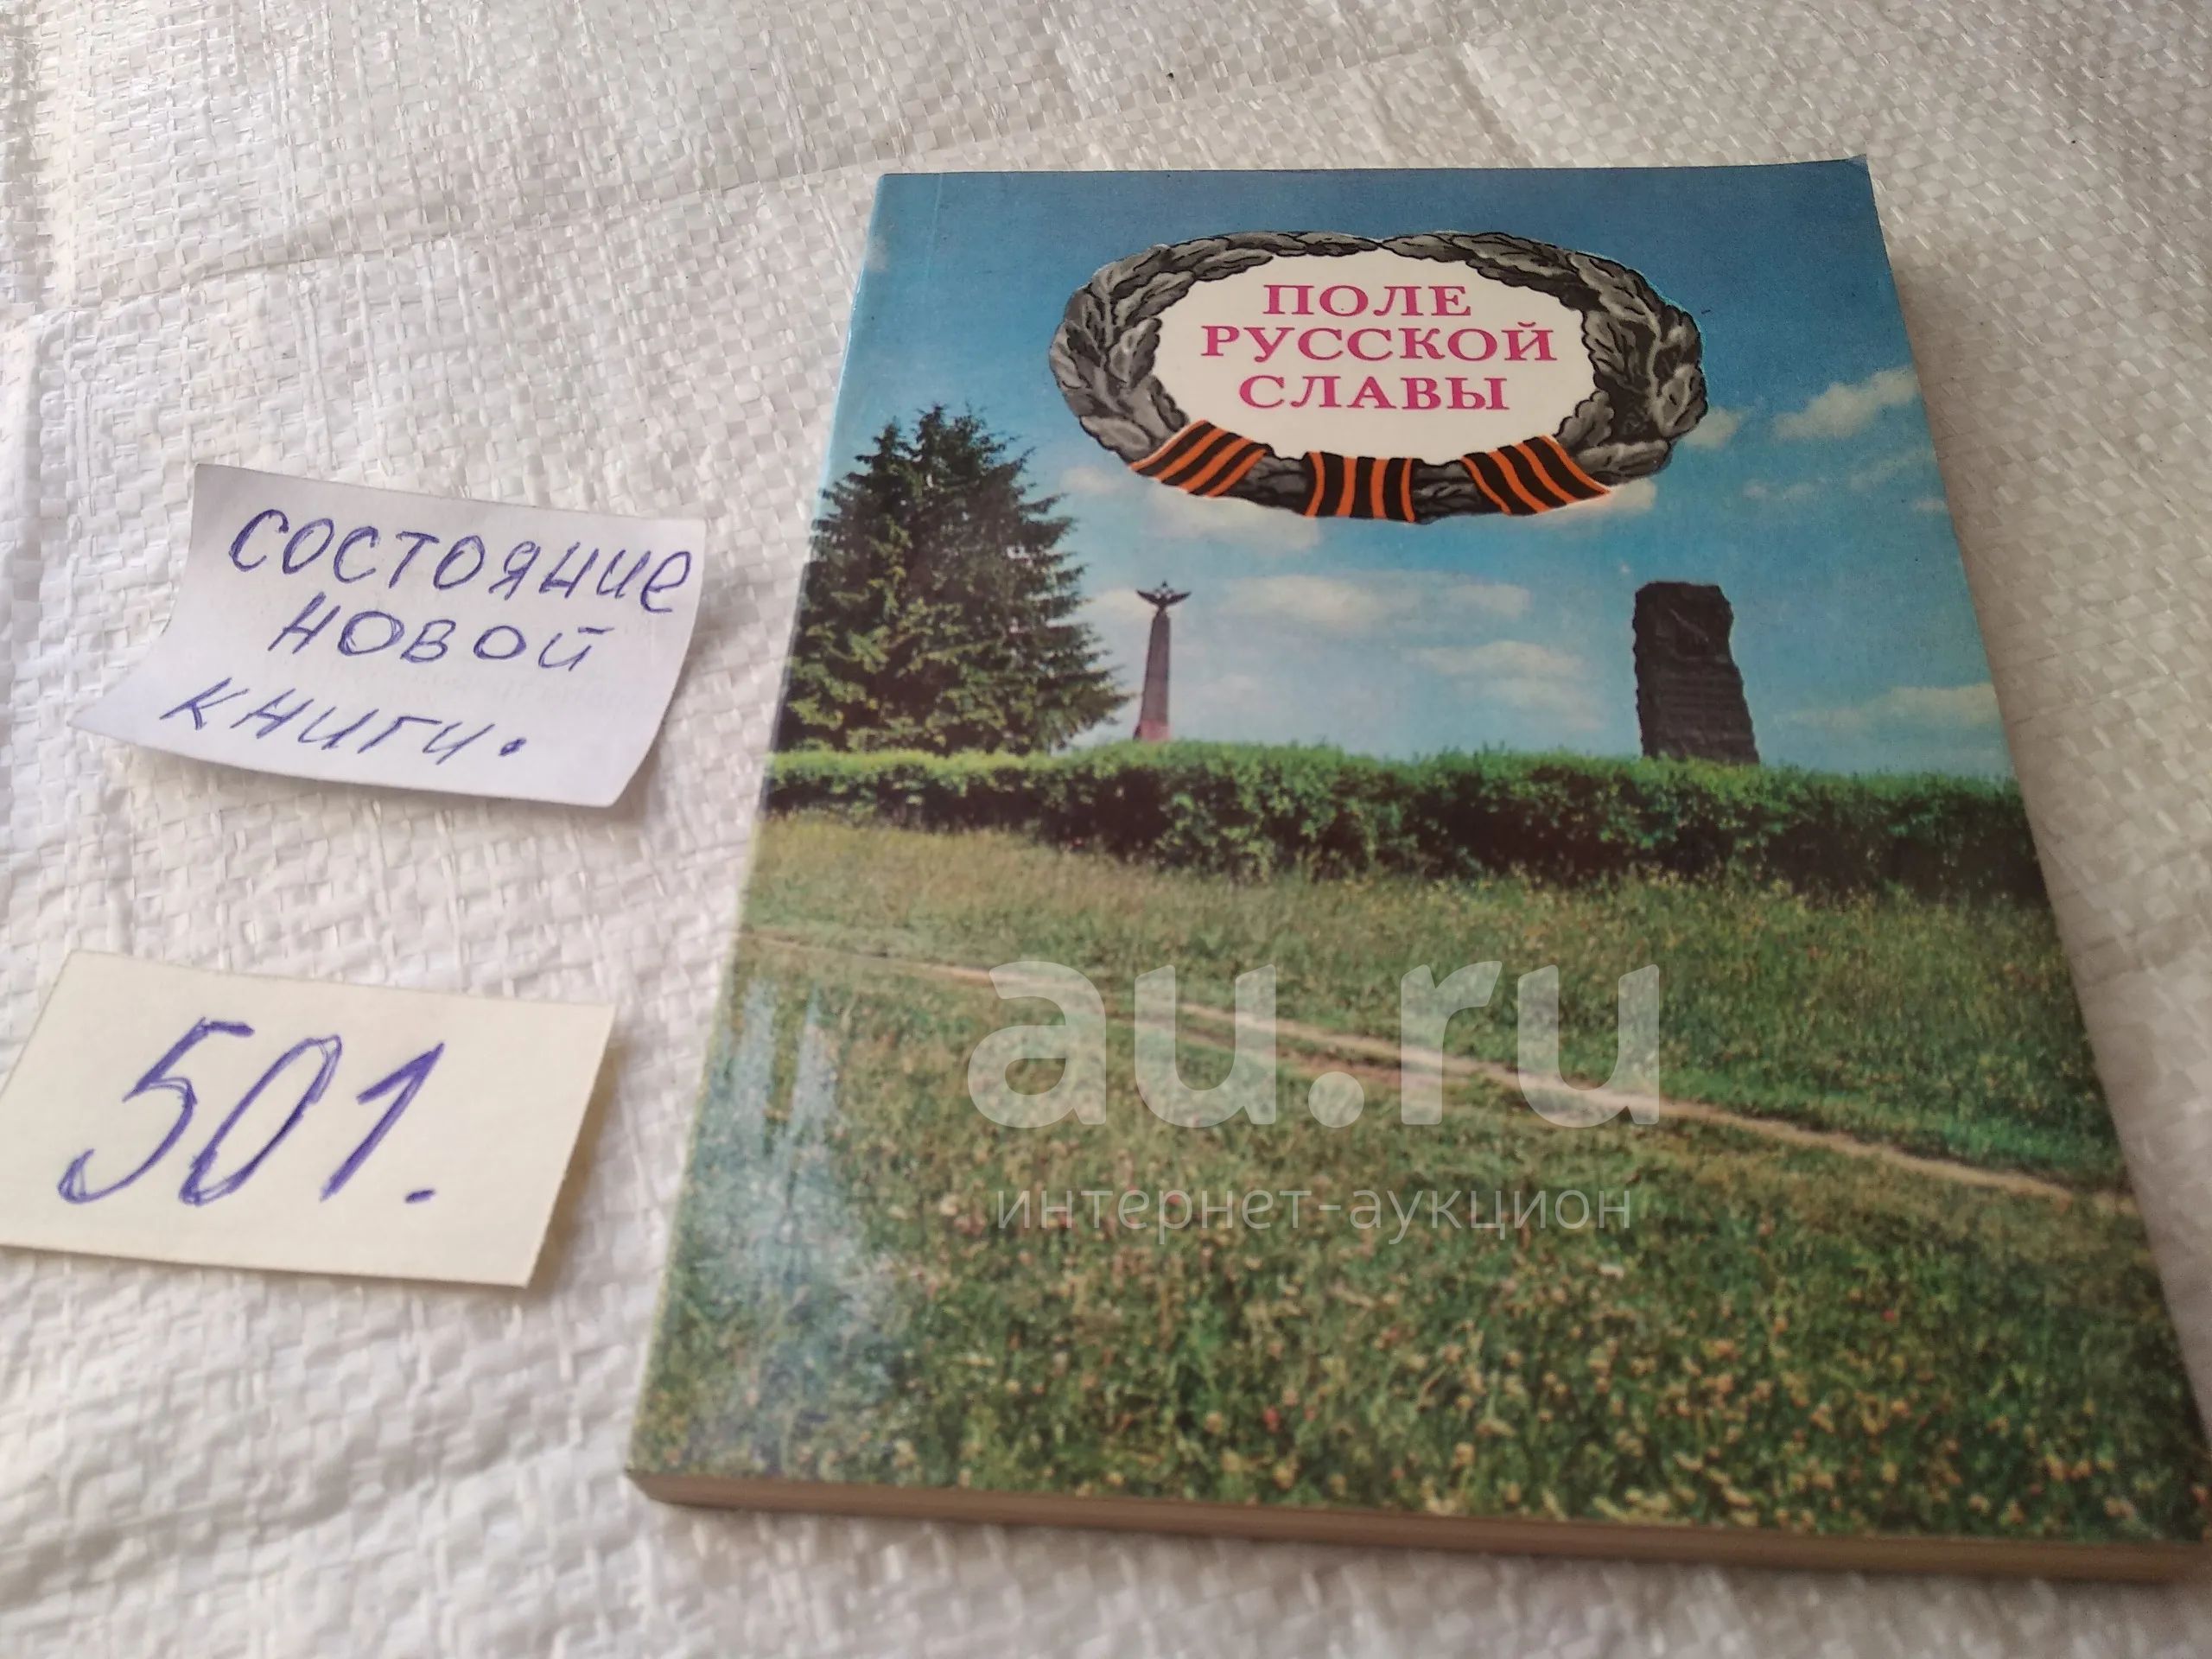 ПОЛЕ
РУССКОЙ
СЛАВЫ
состояние
новой
книги.
501.
au.ru
интернет-аукцион